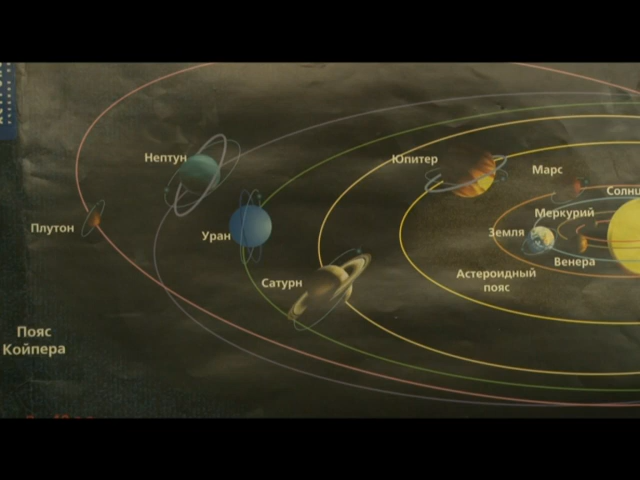 Нептун
Юпитер
Марс
Солнц
Меркурий
Плутон
Уран
Земля
Венера
Сатурн
Астероидный
пояс
Пояс
Койпера